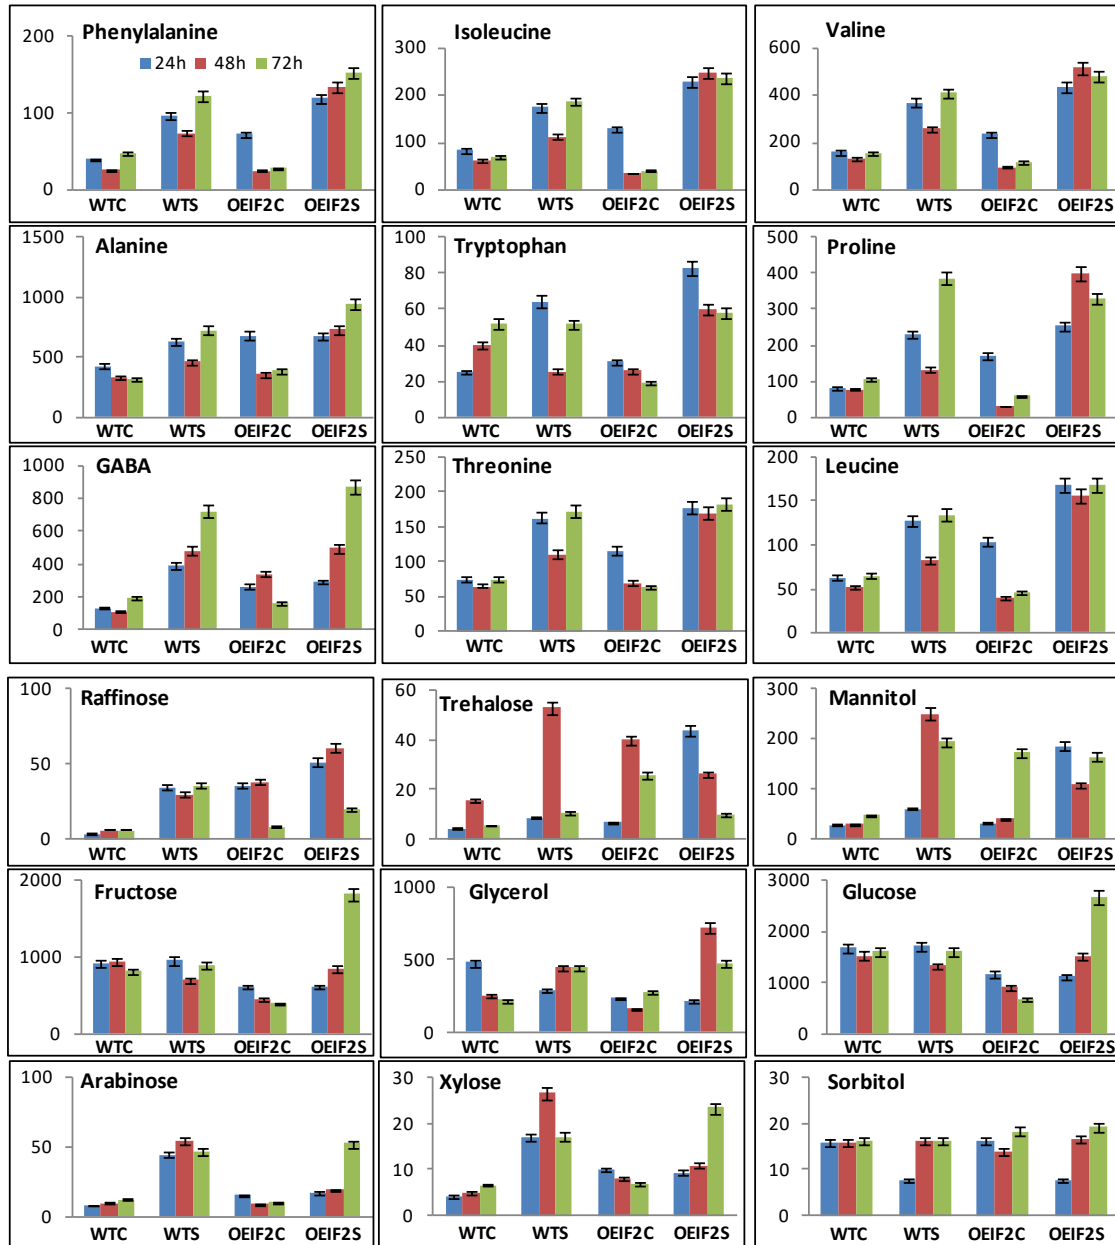 Phenylalanine
24h 48h 72h
200
100
0
WTC WTS OEIF2C OEIF2S
Isoleucine
300
200
100
0
WTC WTS OEIF2C OEIF2S
Valine
600
400
200
0
WTC WTS OEIF2C OEIF2S
Alanine
1500
1000
500
0
WTC WTS OEIF2C OEIF2S
Tryptophan
100
80
60
40
20
0
WTC WTS OEIF2C OEIF2S
Proline
500
400
300
200
100
0
WTC WTS OEIF2C OEIF2S
GABA
1000
800
600
400
200
0
WTC WTS OEIF2C OEIF2S
Threonine
250
200
150
100
50
0
WTC WTS OEIF2C OEIF2S
Leucine
200
150
100
50
0
WTC WTS OEIF2C OEIF2S
Raffinose
100
50
0
WTC WTS OEIF2C OEIF2S
Trehalose
60
40
20
0
WTC WTS OEIF2C OEIF2S
Mannitol
300
200
100
0
WTC WTS OEIF2C OEIF2S
Fructose
2000
1000
0
WTC WTS OEIF2C OEIF2S
Glycerol
1000
500
0
WTC WTS OEIF2C OEIF2S
Glucose
3000
2000
1000
0
WTC WTS OEIF2C OEIF2S
Arabinose
100
50
0
WTC WTS OEIF2C OEIF2S
Xylose
30
20
10
0
WTC WTS OEIF2C OEIF2S
Sorbitol
30
20
10
0
WTC WTS OEIF2C OEIF2S